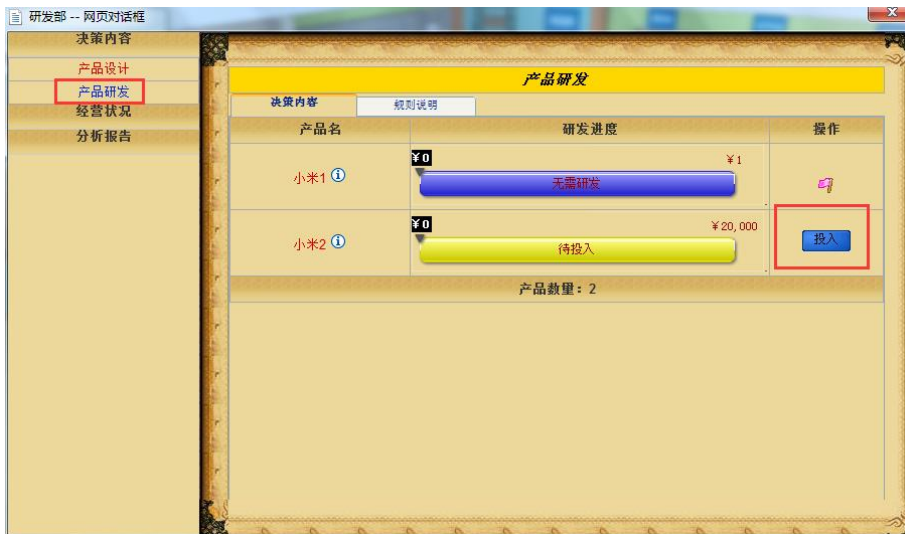 研发部 -- 网页对话框
决策内容
产品设计
产品研发
经营状况
分析报告
产品研发
决策内容
规则说明
产品名 研发进度 操作
¥0 ¥1
小米1 无需研发
¥0 ¥20,000
小米2 待投入 投入
产品数量：2